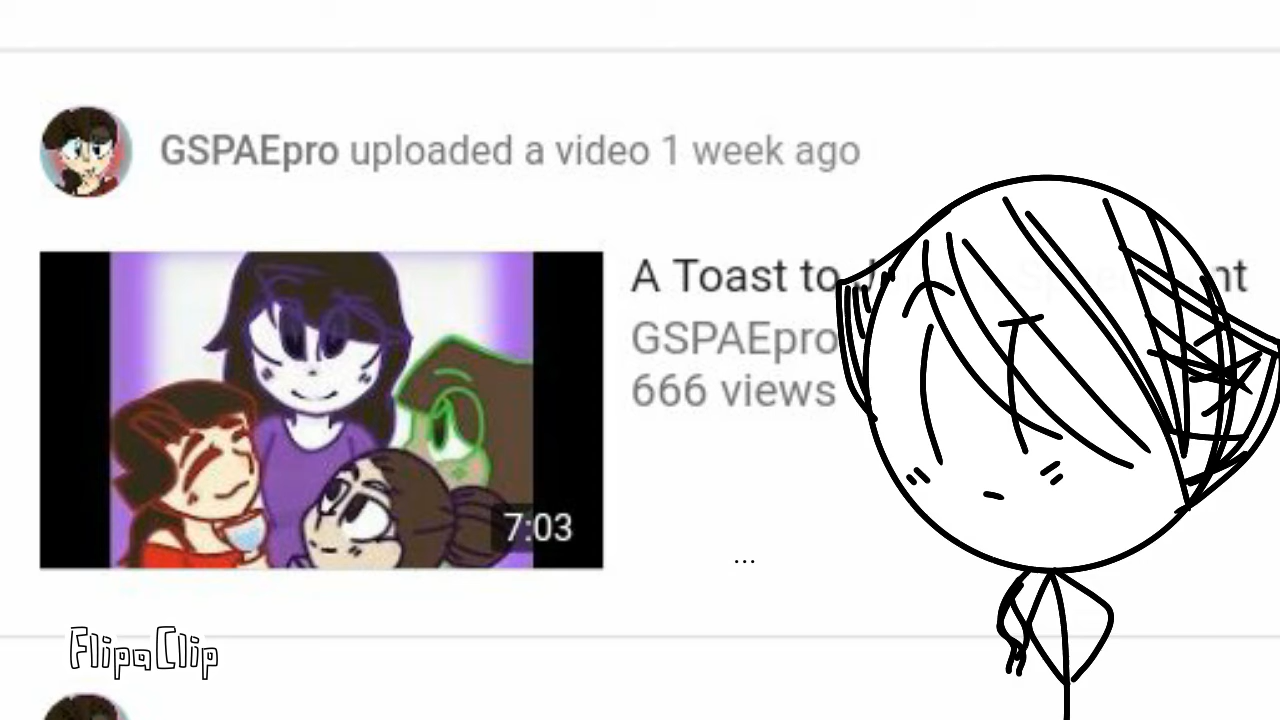 GSPAEpro uploaded a video 1 week ago
A Toast to
GSPAEpro
666 views
7:03
...
FlipaClip